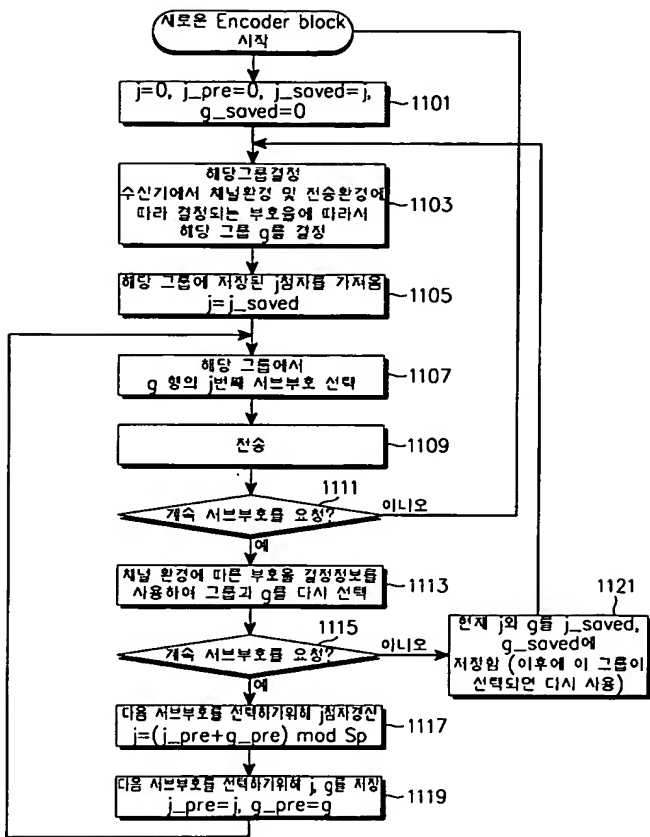 새로운 Encoder block
시작
j=0, j_pre=0, j_saved=j,
g_saved=0
1101
해당그룹결정
수신기에서 채널환경 및 전송환경에
따라 결정되는 부호율에 따라서
해당 그룹 g를 결정
1103
해당 그룹에 저장된 j첨자를 가져옴
j=j_saved
1105
해당 그룹에서
g 형의 j번째 서브부호 선택
1107
전송
1109
1111
계속 서브부호를 요청?
아니오
예
채널 환경에 따른 부호율 결정정보를
사용하여 그룹과 g를 다시 선택
1113
1115
계속 서브부호를 요청?
아니오
예
1121
현재 j와 g를 j_saved,
g_saved에
저장함 (이후에 이 그룹이
선택되면 다시 사용)
다음 서브부호를 선택하기위해 j첨자갱신
j=(j_pre+g_pre) mod Sp
1117
다음 서브부호를 선택하기위해 j, g를 저장
j_pre=j, g_pre=g
1119